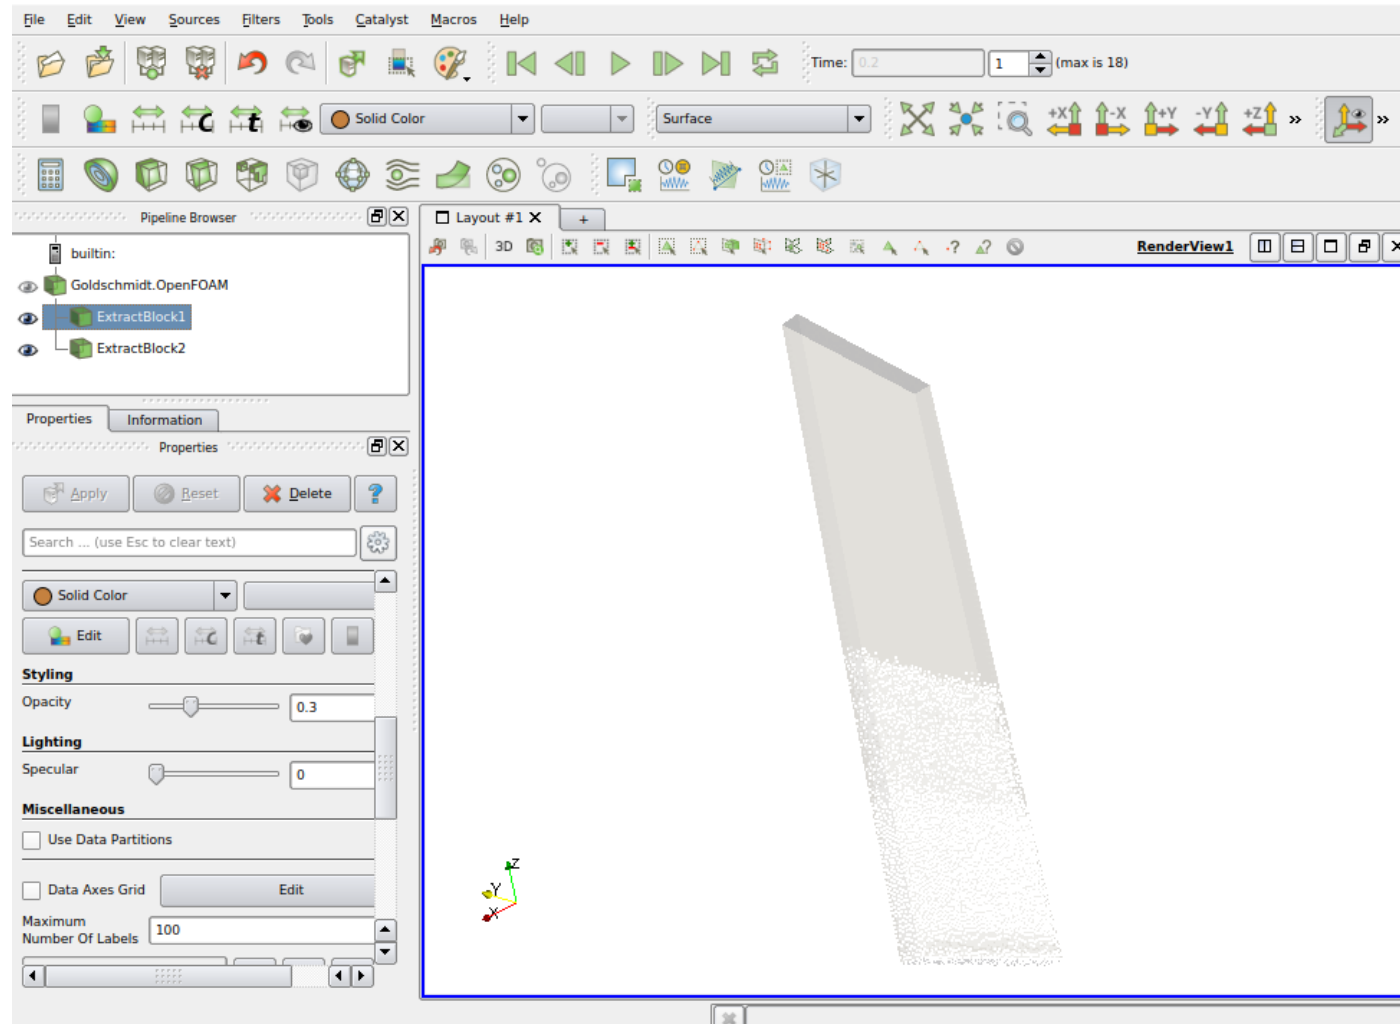 File Edit View Sources Filters Tools Catalyst Macros Help
Time: 0.2 1 (max is 18)
Solid Color Surface +X -X +Y -Y +Z »  »
Pipeline Browser
Layout #1 +
3D RenderView1
builtin:
Goldschmidt.OpenFOAM
ExtractBlock1
ExtractBlock2
Properties Information
Properties
Apply Reset Delete ?
Search ... (use Esc to clear text)
Solid Color
Edit
Styling
Opacity 0.3
Lighting
Specular 0
Miscellaneous
Use Data Partitions
Data Axes Grid Edit
Maximum
Number Of Labels 100
Z
Y
X